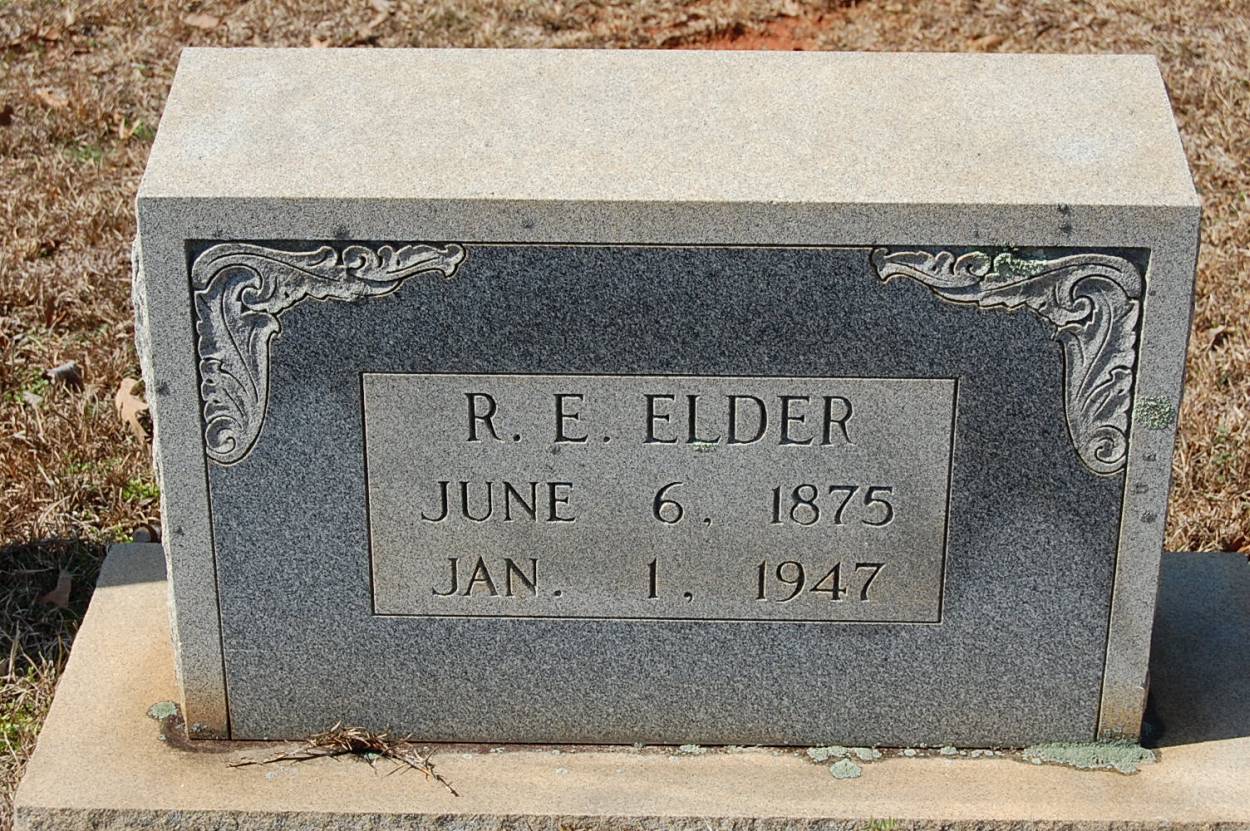 R. E. ELDER
JUNE 6, 1875
JAN. 1, 1947